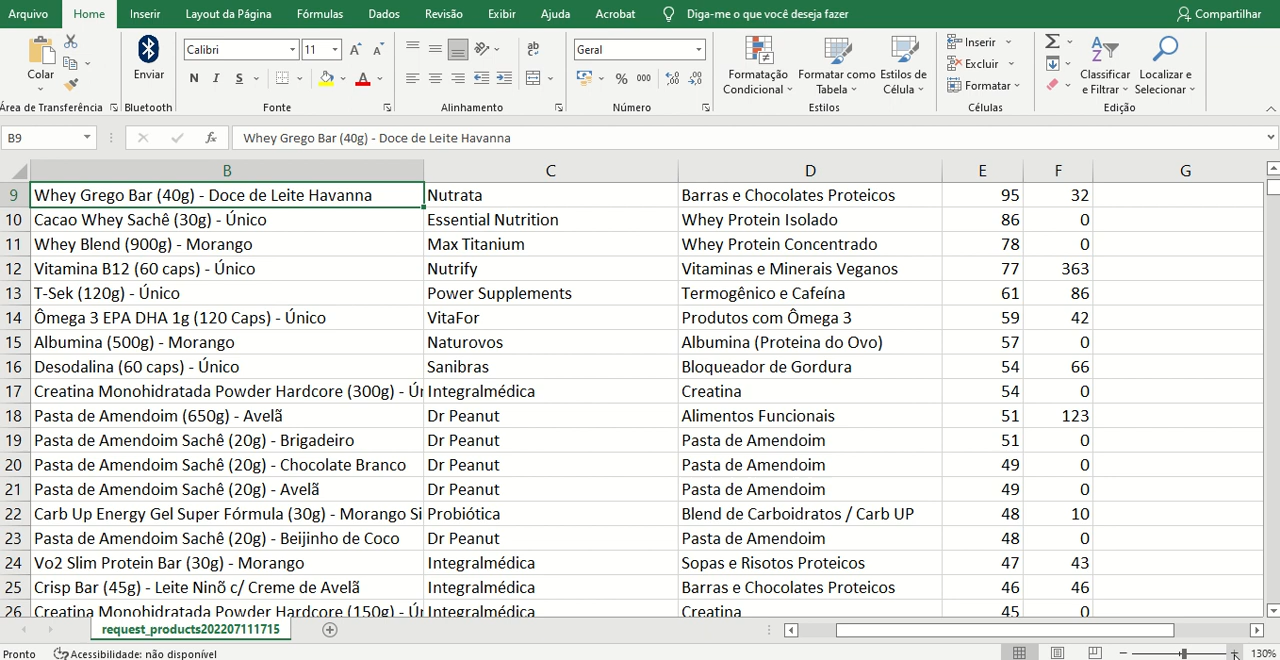 Arquivo Home Inserir Layout da Página Fórmulas Dados Revisão Exibir Ajuda Acrobat Diga-me o que você deseja fazer Compartilhar
Colar
Área de Transferência
Enviar
Bluetooth
Calibri 11
N I S
Fonte
ab
Alinhamento
Geral
% 000
Número
Formatação Condicional
Formatar como Tabela
Estilos de Célula
Estilos
Inserir
Excluir
Formatar
Células
Classificar e Filtrar
Localizar e Selecionar
Edição
B9 fx Whey Grego Bar (40g) - Doce de Leite Havanna
B C D E F G
9 Whey Grego Bar (40g) - Doce de Leite Havanna Nutrata Barras e Chocolates Proteicos 95 32
10 Cacao Whey Sachê (30g) - Único Essential Nutrition Whey Protein Isolado 86 0
11 Whey Blend (900g) - Morango Max Titanium Whey Protein Concentrado 78 0
12 Vitamina B12 (60 caps) - Único Nutrify Vitaminas e Minerais Veganos 77 363
13 T-Sek (120g) - Único Power Supplements Termogênico e Cafeína 61 86
14 Ômega 3 EPA DHA 1g (120 Caps) - Único VitaFor Produtos com Ômega 3 59 42
15 Albumina (500g) - Morango Naturovos Albumina (Proteina do Ovo) 57 0
16 Desodalina (60 caps) - Único Sanibras Bloqueador de Gordura 54 66
17 Creatina Monohidratada Powder Hardcore (300g) - Ún Integralmédica Creatina 54 0
18 Pasta de Amendoim (650g) - Avelã Dr Peanut Alimentos Funcionais 51 123
19 Pasta de Amendoim Sachê (20g) - Brigadeiro Dr Peanut Pasta de Amendoim 51 0
20 Pasta de Amendoim Sachê (20g) - Chocolate Branco Dr Peanut Pasta de Amendoim 49 0
21 Pasta de Amendoim Sachê (20g) - Avelã Dr Peanut Pasta de Amendoim 49 0
22 Carb Up Energy Gel Super Fórmula (30g) - Morango Si Probiótica Blend de Carboidratos / Carb UP 48 10
23 Pasta de Amendoim Sachê (20g) - Beijinho de Coco Dr Peanut Pasta de Amendoim 48 0
24 Vo2 Slim Protein Bar (30g) - Morango Integralmédica Sopas e Risotos Proteicos 47 43
25 Crisp Bar (45g) - Leite Ninõ c/ Creme de Avelã Integralmédica Barras e Chocolates Proteicos 46 46
26 Creatina Monohidratada Powder Hardcore (150g) - Ún Integralmédica Creatina 45 0
request_products202207111715
Pronto Acessibilidade: não disponível 130%